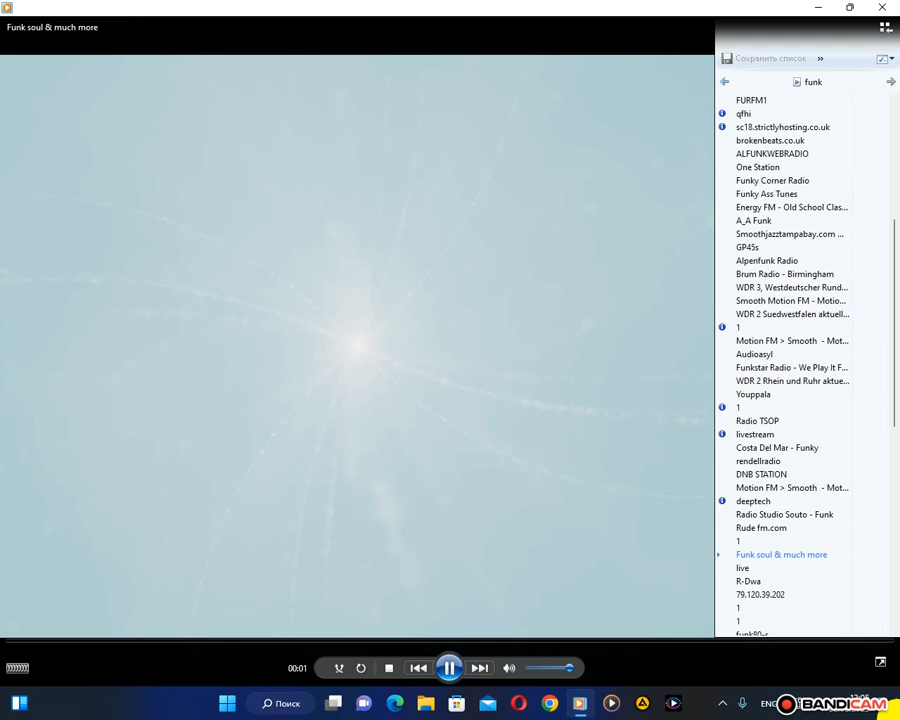 Funk soul & much more
Сохранить список »
funk
FURFM1
qfhi
sc18.strictlyhosting.co.uk
brokenbeats.co.uk
ALFUNKWEBRADIO
One Station
Funky Corner Radio
Funky Ass Tunes
Energy FM - Old School Clas...
A_A Funk
Smoothjazztampabay.com ...
GP45s
Alpenfunk Radio
Brum Radio - Birmingham
WDR 3, Westdeutscher Rund...
Smooth Motion FM - Motio...
WDR 2 Suedwestfalen aktuell...
1
Motion FM > Smooth - Mot...
Audioasyl
Funkstar Radio - We Play It F...
WDR 2 Rhein und Ruhr aktue...
Youppala
1
Radio TSOP
livestream
Costa Del Mar - Funky
rendellradio
DNB STATION
Motion FM > Smooth - Mot...
deeptech
Radio Studio Souto - Funk
Rude fm.com
1
Funk soul & much more
live
R-Dwa
79.120.39.202
1
1
funk80-s
00:01
Поиск
ENG
BANDICAM